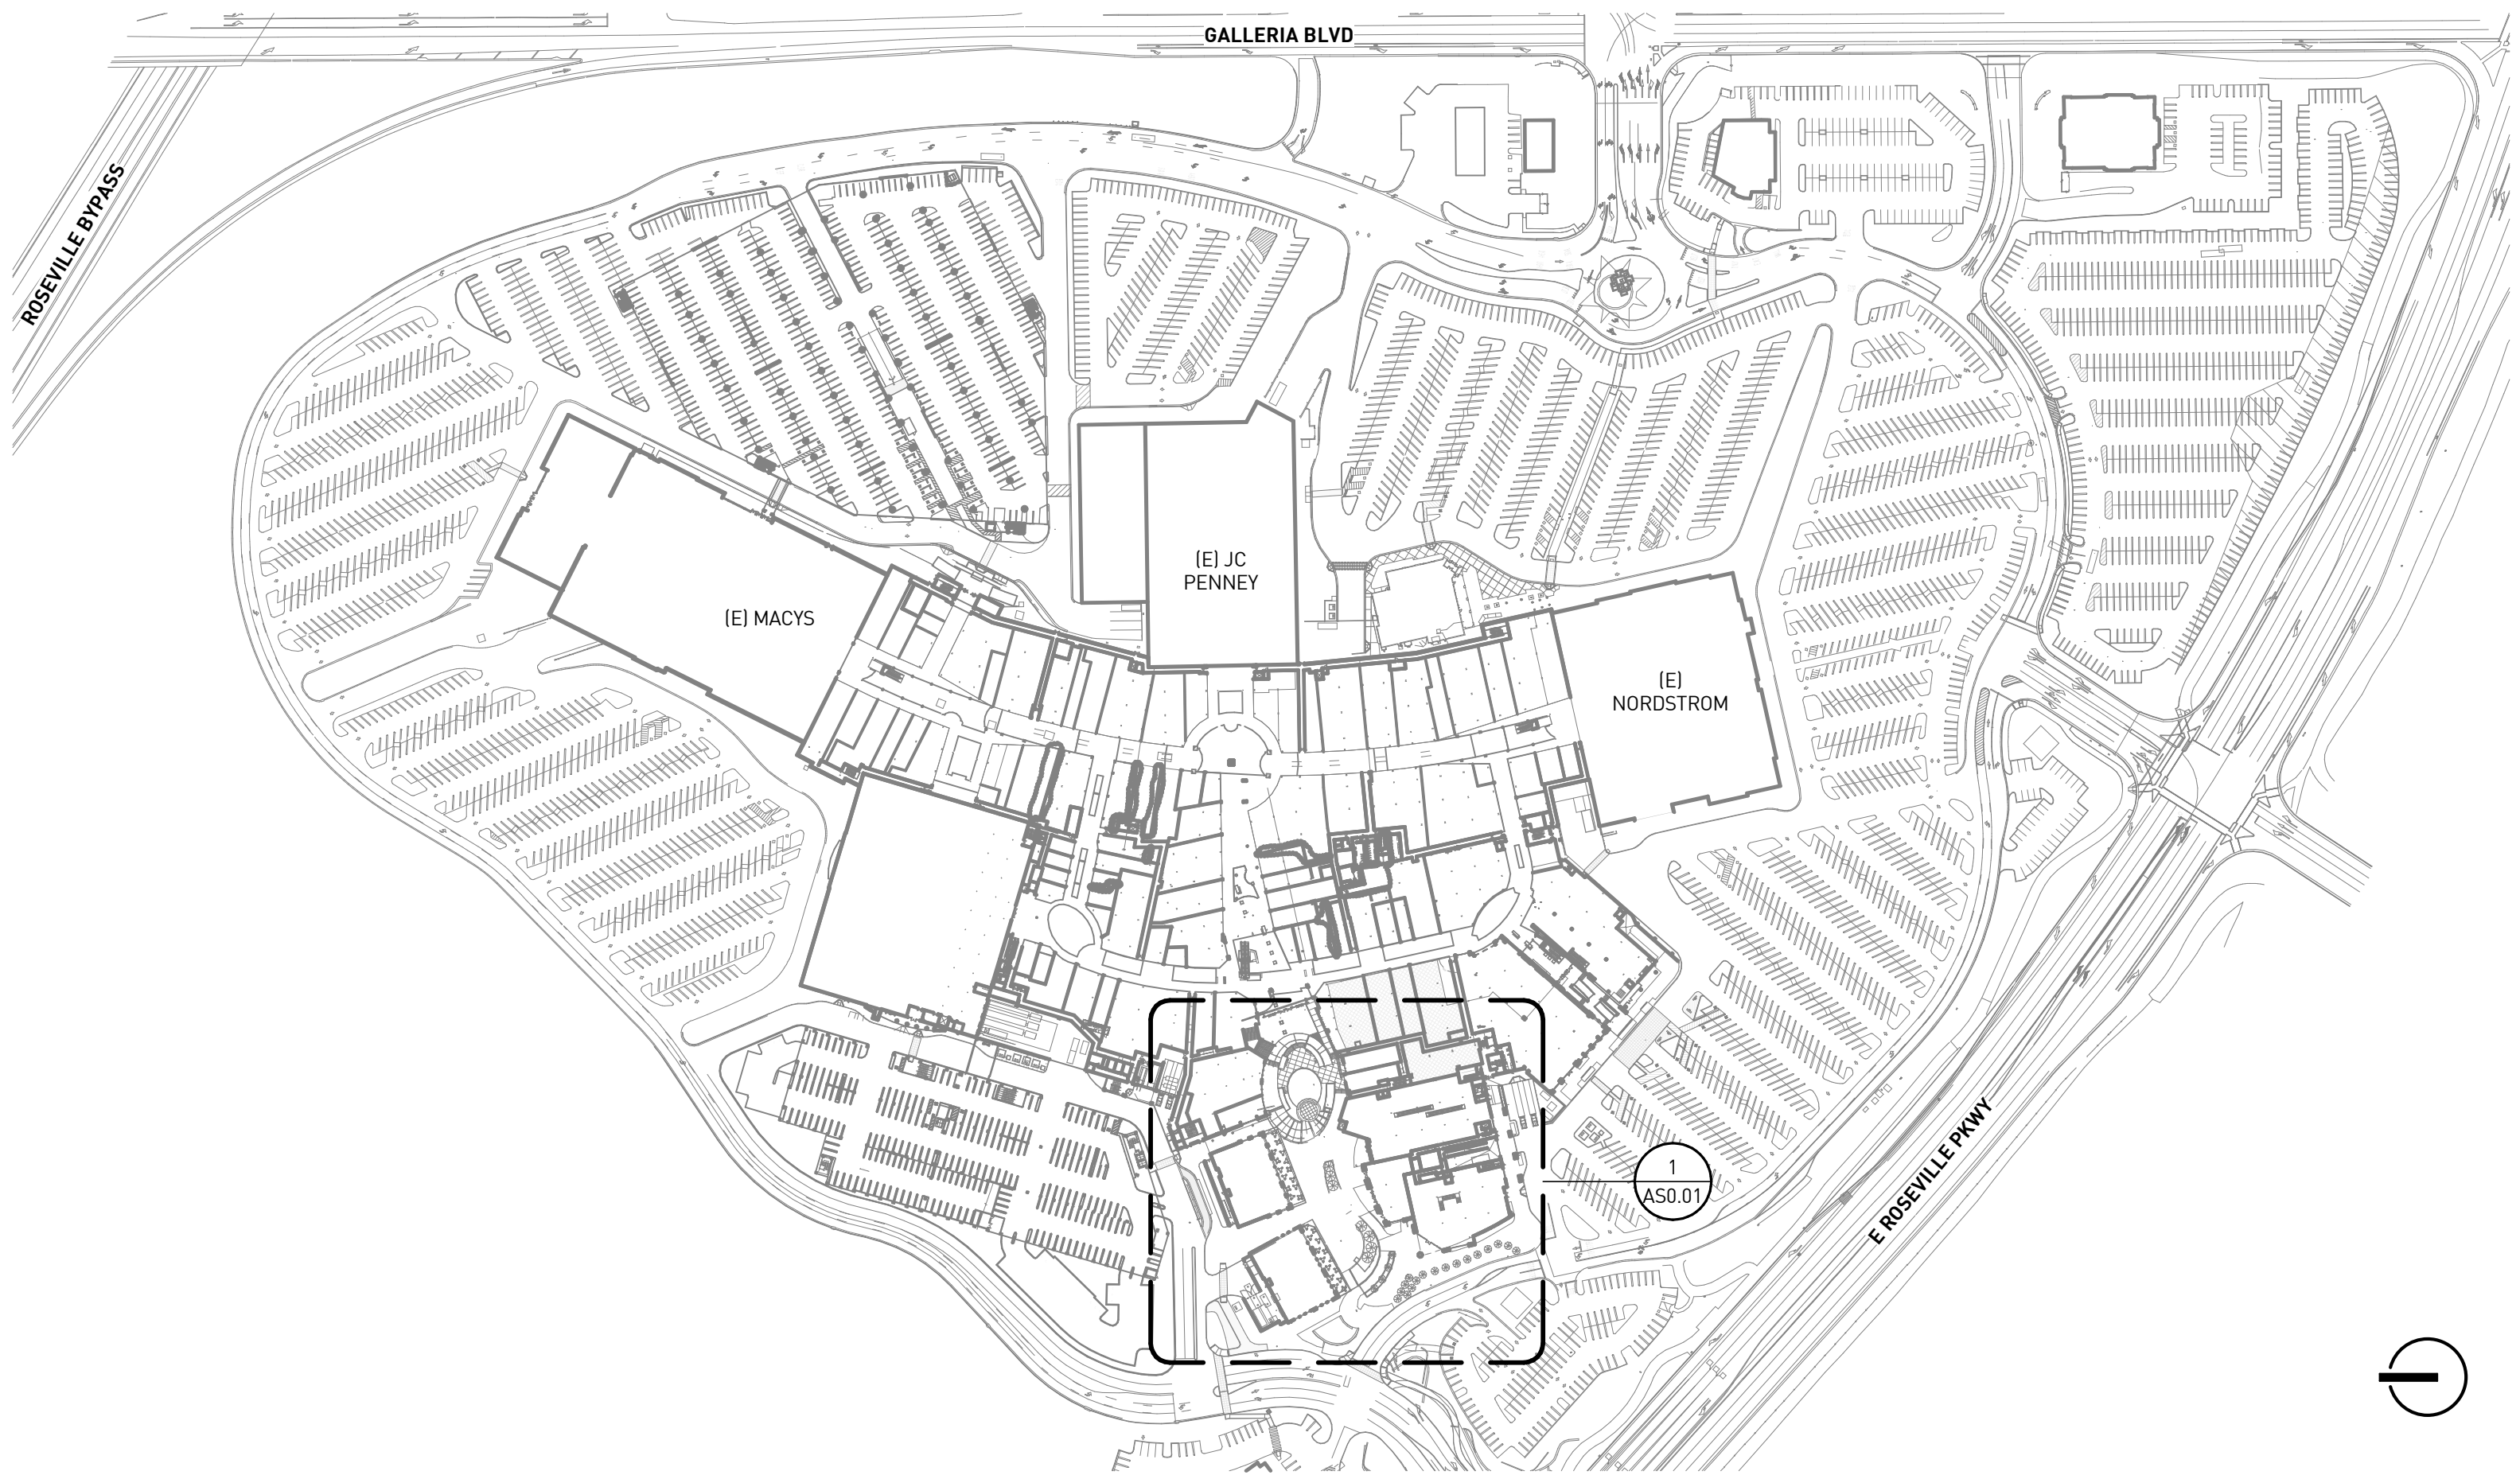 GALLERIA BLVD
ROSEVILLE BYPASS
(E) JC
PENNEY
(E) MACYS
(E)
NORDSTROM
1
AS0.01
E ROSEVILLE PKWY